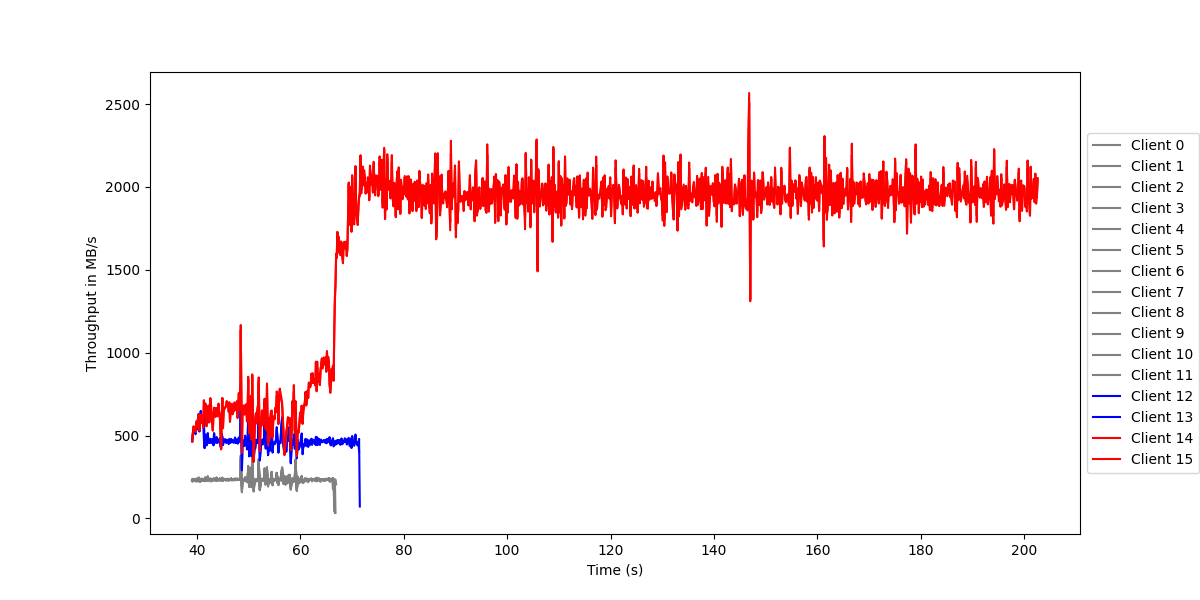 2500
2000
1500
1000
500
0
Throughput in MB/s
40 60 80 100 120 140 160 180 200
Time (s)
Client 0
Client 1
Client 2
Client 3
Client 4
Client 5
Client 6
Client 7
Client 8
Client 9
Client 10
Client 11
Client 12
Client 13
Client 14
Client 15